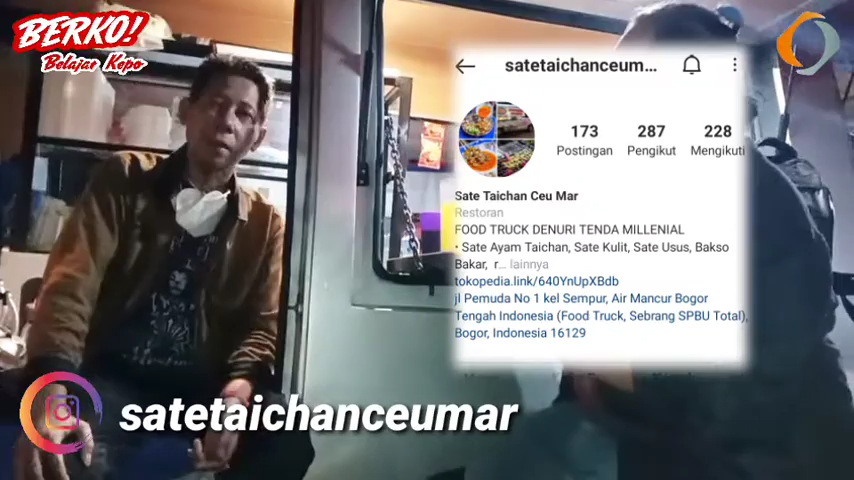 BERKO!
Belajar Kepo
satetaichanceum...
173
287
228
Postingan
Pengikut
Mengikuti
Sate Taichan Ceu Mar
Restoran
FOOD TRUCK DENURI TENDA MILLENIAL
• Sate Ayam Taichan, Sate Kulit, Sate Usus, Bakso
Bakar, r... lainnya
tokopedia.link/640YnUpXBdb
jl Pemuda No 1 kel Sempur, Air Mancur Bogor
Tengah Indonesia (Food Truck, Sebrang SPBU Total),
Bogor, Indonesia 16129
satetaichanceumar